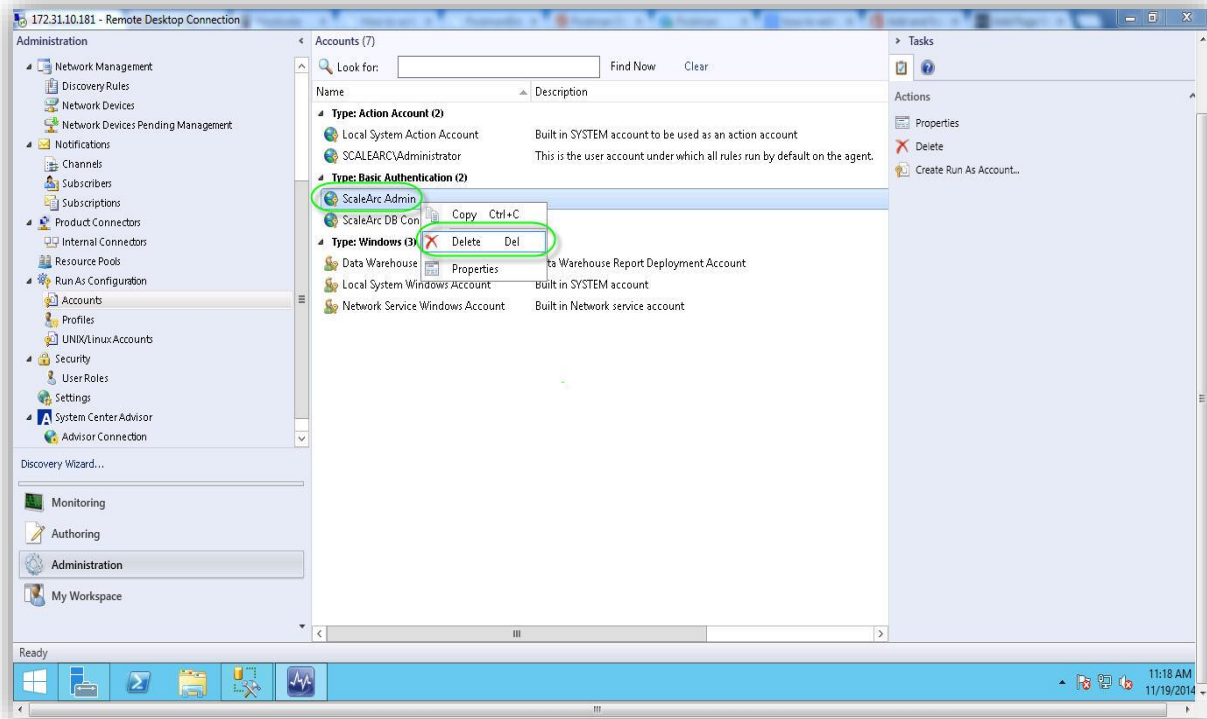 172.31.10.181 - Remote Desktop Connection
Administration
Network Management
Discovery Rules
Network Devices
Network Devices Pending Management
Notifications
Channels
Subscribers
Subscriptions
Product Connectors
Internal Connectors
Resource Pools
Run As Configuration
Accounts
Profiles
UNIX/Linux Accounts
Security
User Roles
Settings
System Center Advisor
Advisor Connection
Discovery Wizard...
Monitoring
Authoring
Administration
My Workspace
Accounts (7)
Look for: Find Now Clear
Name Description
Type: Action Account (2)
Local System Action Account Built in SYSTEM account to be used as an action account
SCALEARC\Administrator This is the user account under which all rules run by default on the agent.
Type: Basic Authentication (2)
ScaleArc Admin
ScaleArc DB Con
Type: Windows (3)
Data Warehouse ta Warehouse Report Deployment Account
Local System Windows Account Built in SYSTEM account
Network Service Windows Account Built in Network service account
Copy Ctrl+C
Delete Del
Properties
Tasks
Actions
Properties
Delete
Create Run As Account...
Ready
11:18 AM
11/19/2014